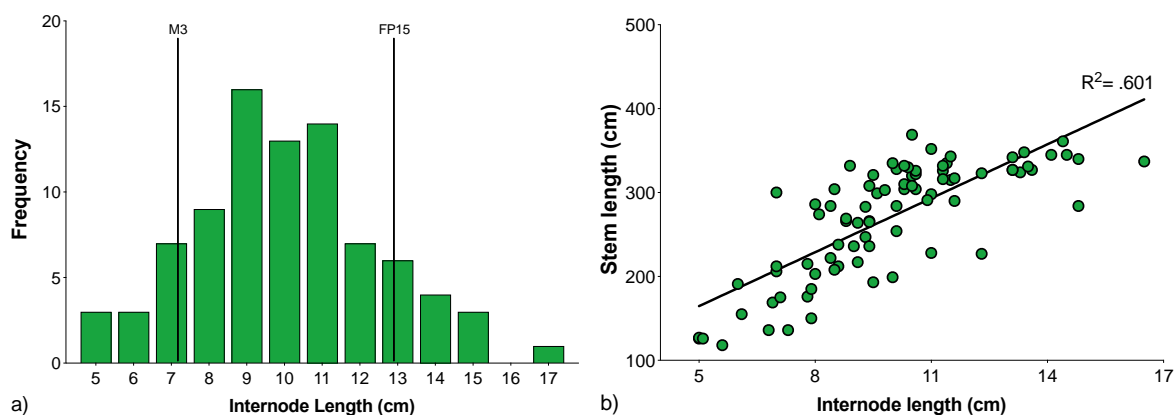 M3
FP15
20
15
10
5
0
Frequency
5 6 7 8 9 10 11 12 13 14 15 16 17
Internode Length (cm)
a)
500
400
300
200
100
Stem length (cm)
R²= .601
5 8 11 14 17
Internode length (cm)
b)